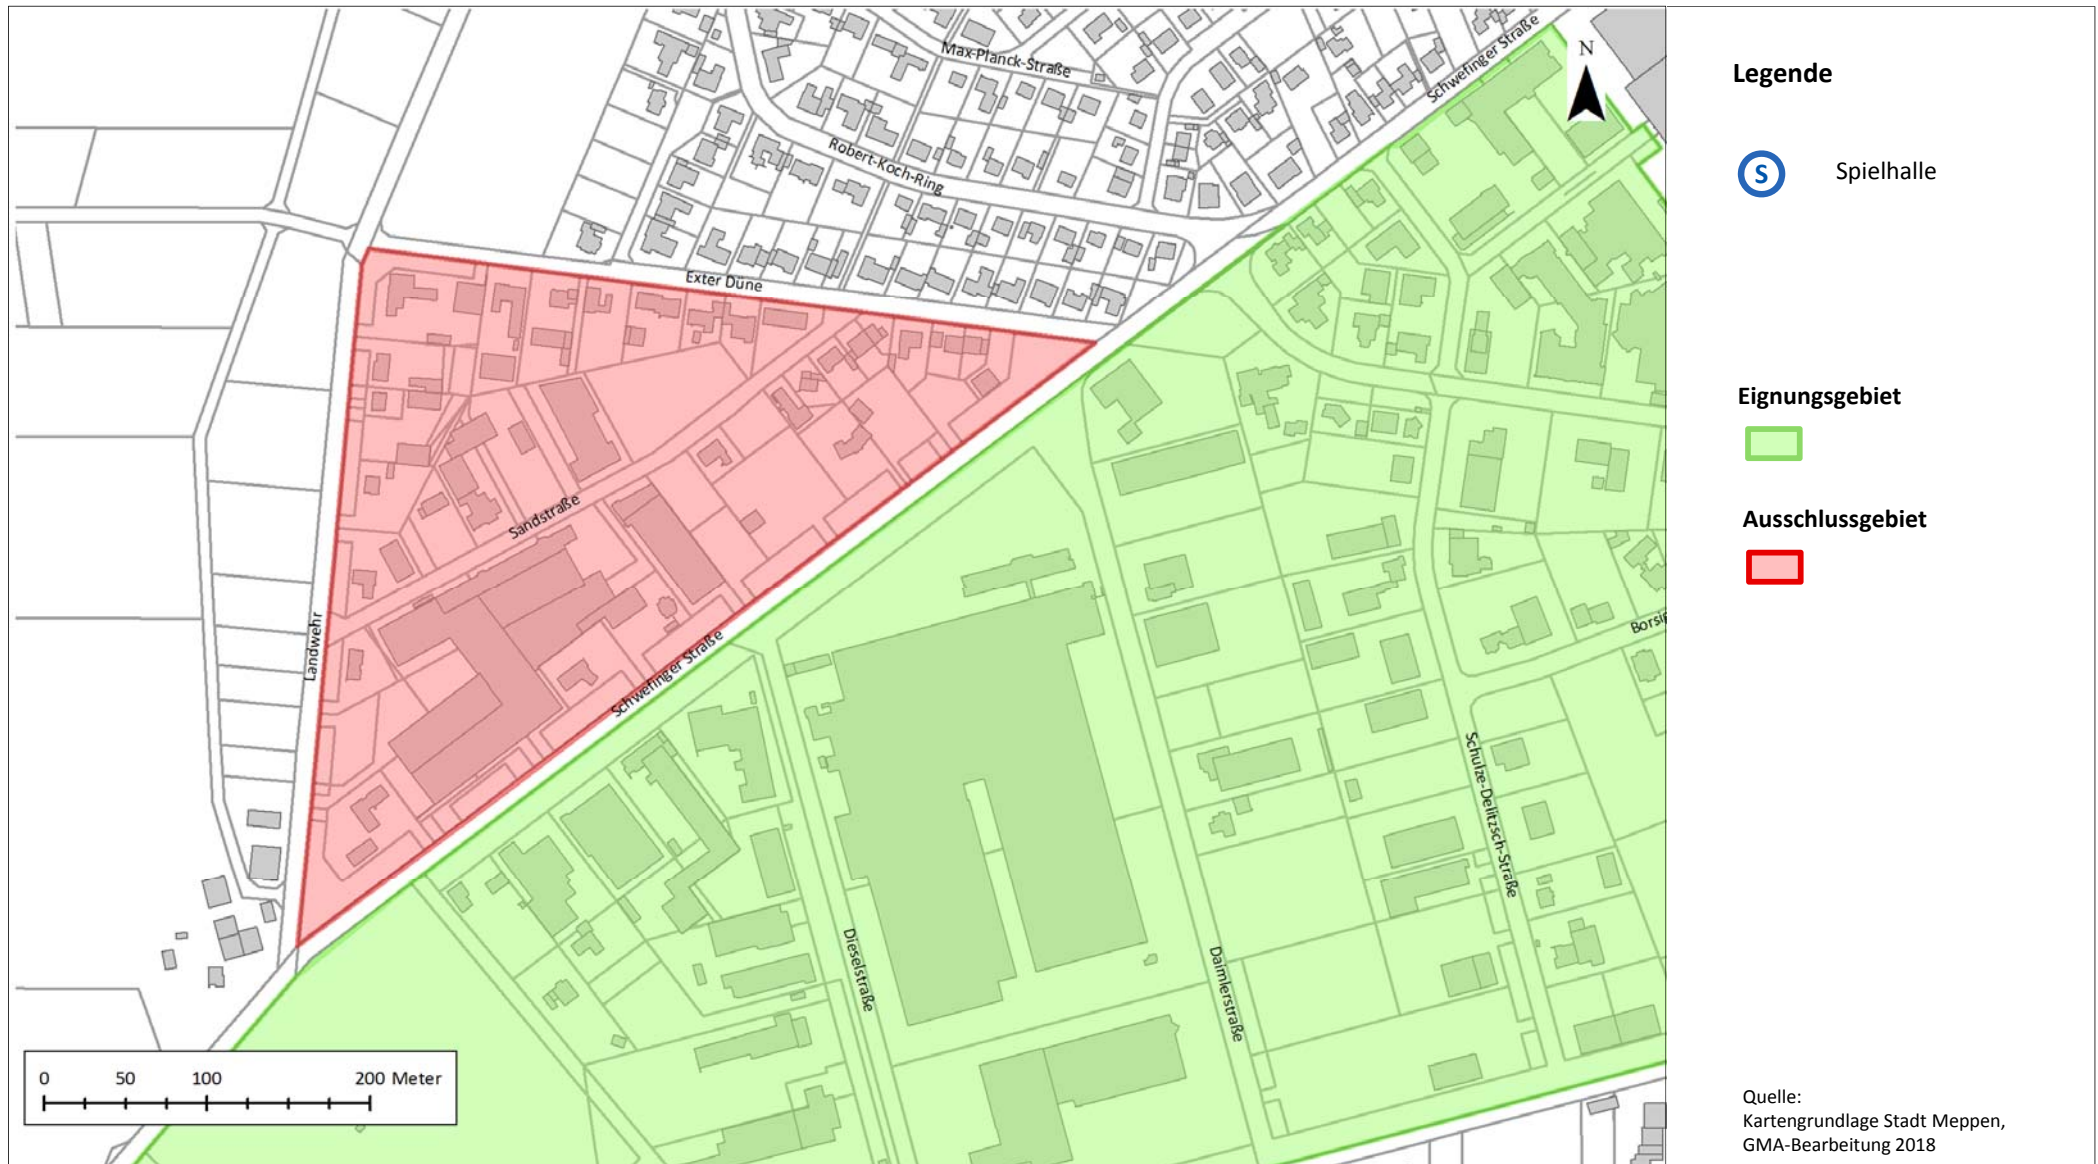 Max-Planck-Straße
Schwefinger Straße
N
Robert-Koch-Ring
Exter Düne
Sandstraße
Landwehr
Schwefinger Straße
Schulze-Delitzsch-Straße
Dieselstraße
Daimlerstraße
0 50 100 200 Meter
Legende
S Spielhalle
Eignungsgebiet
Ausschlussgebiet
Quelle:
Kartengrundlage Stadt Meppen,
GMA-Bearbeitung 2018